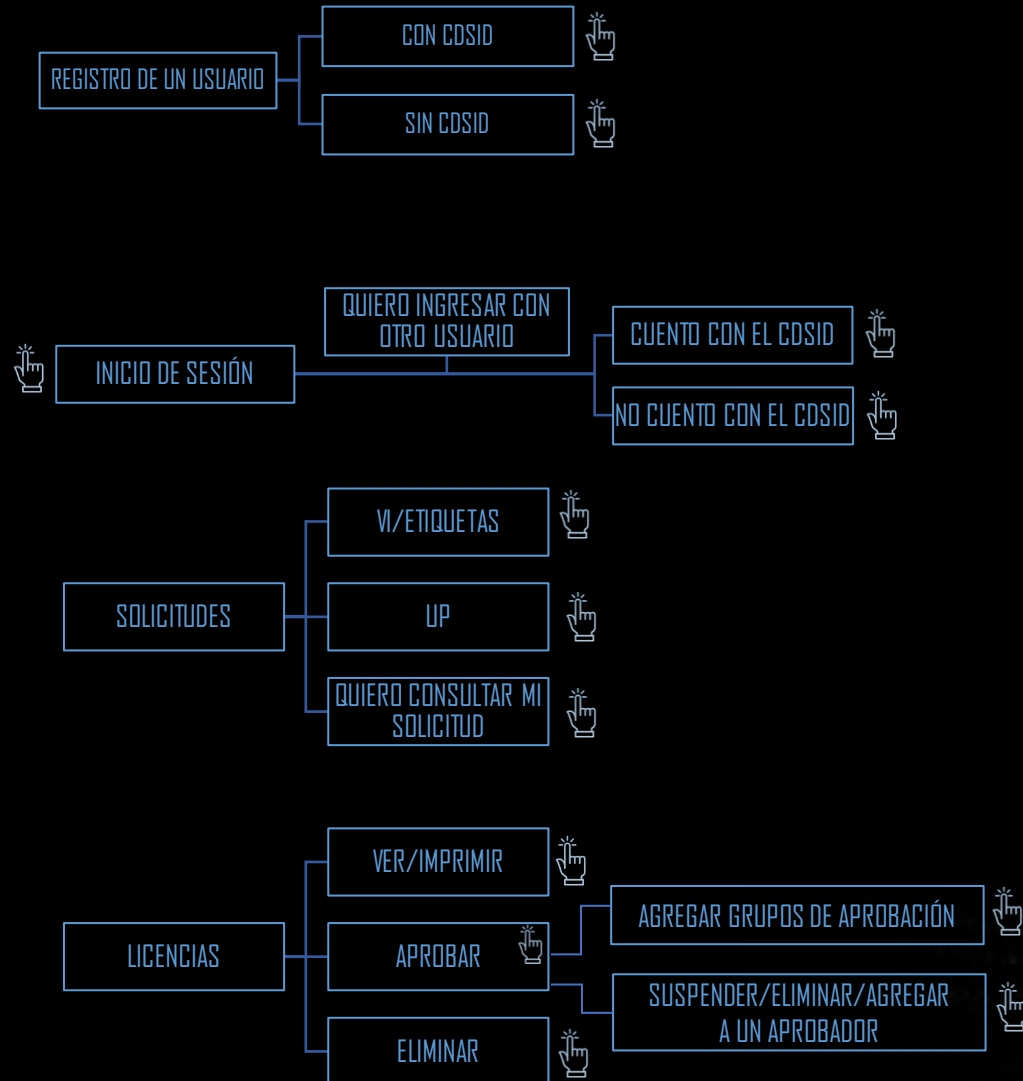 CON CDSID
REGISTRO DE UN USUARIO
SIN CDSID
QUIERO INGRESAR CON
OTRO USUARIO
CUENTO CON EL CDSID
INICIO DE SESIÓN
NO CUENTO CON EL CDSID
VI/ETIQUETAS
SOLICITUDES
UP
QUIERO CONSULTAR MI
SOLICITUD
VER/IMPRIMIR
AGREGAR GRUPOS DE APROBACIÓN
LICENCIAS
APROBAR
SUSPENDER/ELIMINAR/AGREGAR
A UN APROBADOR
ELIMINAR